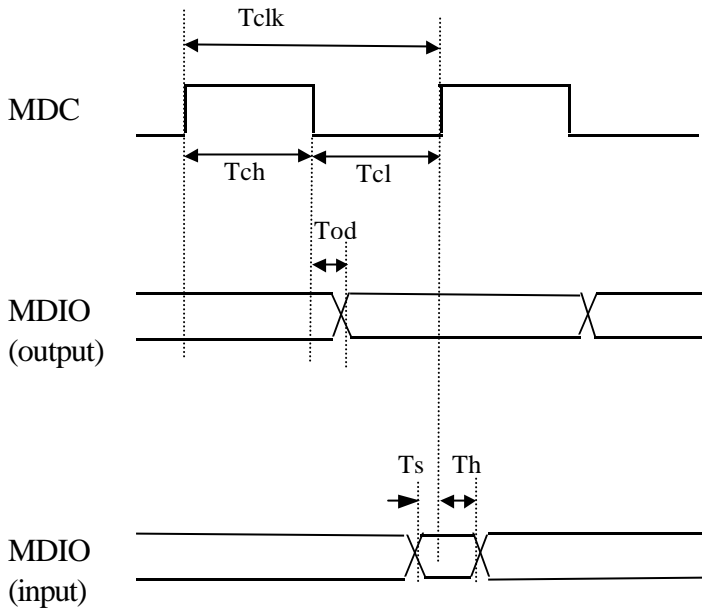 Tclk
MDC
Tch
Tcl
Tod
MDIO
(output)
Ts
Th
MDIO
(input)